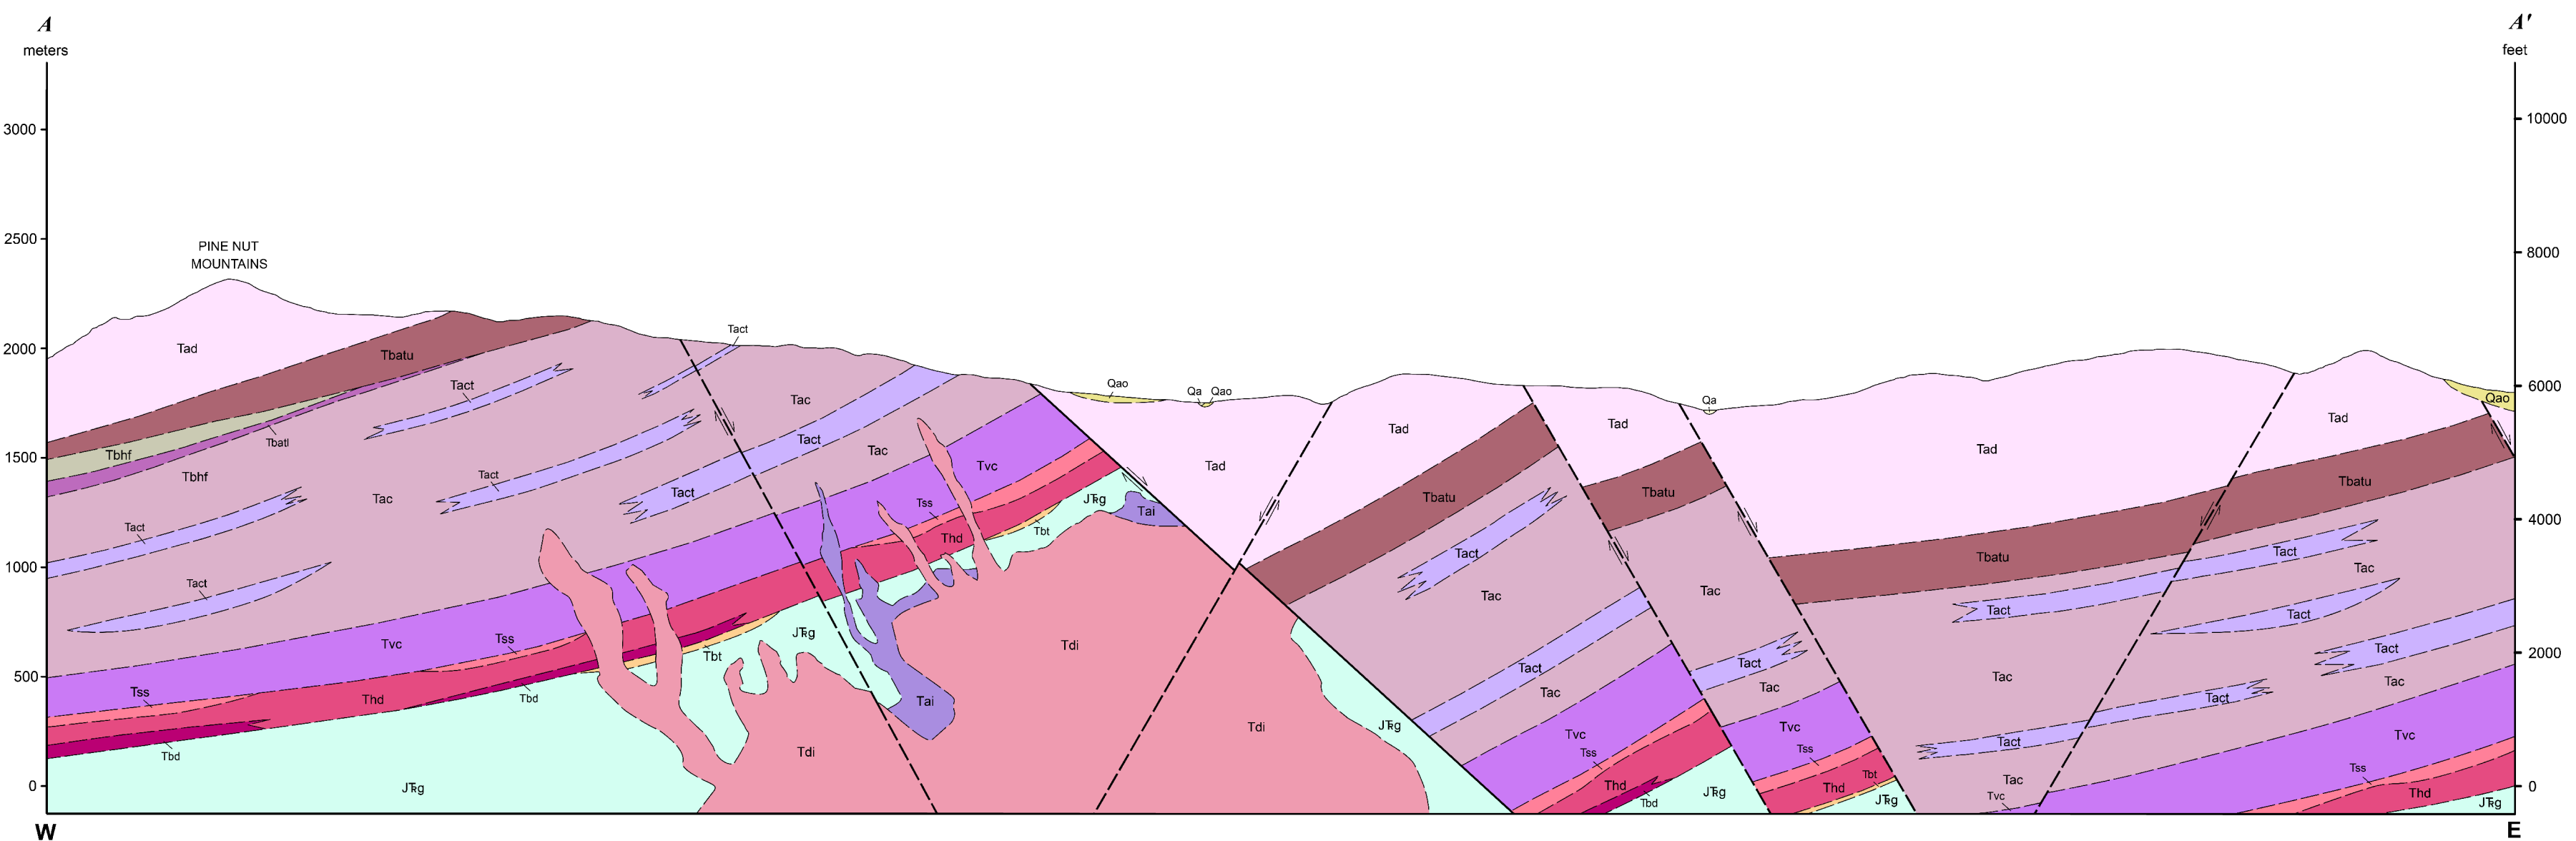 A
meters
A'
feet
3000
2500
2000
1500
1000
500
0
10000
8000
6000
4000
2000
0
PINE NUT
MOUNTAINS
Tact
Tad
Tbatu
Tact
Tac
Qao
Qa
Qao
Qa
Qao
Tad
Tad
Tad
Tad
Tbatl
Tbhf
Tbhf
Tact
Tac
Tact
Tact
Tac
Tad
Tvc
Tbatu
Tbatu
Tbatu
Tss
JTRg
Tai
Tact
Thd
Tbt
Tact
Tact
Tbatu
Tac
Tact
Tac
Tac
Tact
Tact
Tvc
Tss
Tbt
JTRg
Tdi
Tact
Tact
Tact
Tac
Tac
Tac
Tac
Tss
Thd
Tbd
Tbd
Tai
Tdi
JTRg
Tact
Tvc
Tvc
Tact
Tvc
JTRg
Tdi
Tss
Thd
Tbd
JTRg
Tss
Thd
Tbt
JTRg
Tac
Tvc
Tss
Thd
JTRg
W
E